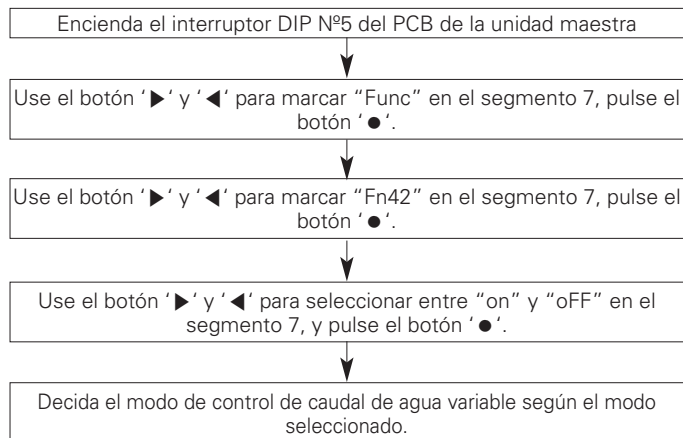 Encienda el interruptor DIP Nº5 del PCB de la unidad maestra
Use el botón ‘▶‘ y ‘◀‘ para marcar “Func” en el segmento 7, pulse el
botón ‘●‘.
Use el botón ‘▶‘ y ‘◀‘ para marcar “Fn42” en el segmento 7, pulse el
botón ‘●‘.
Use el botón ‘▶‘ y ‘◀‘ para seleccionar entre “on” y “oFF” en el
segmento 7, y pulse el botón ‘●‘.
Decida el modo de control de caudal de agua variable según el modo
seleccionado.